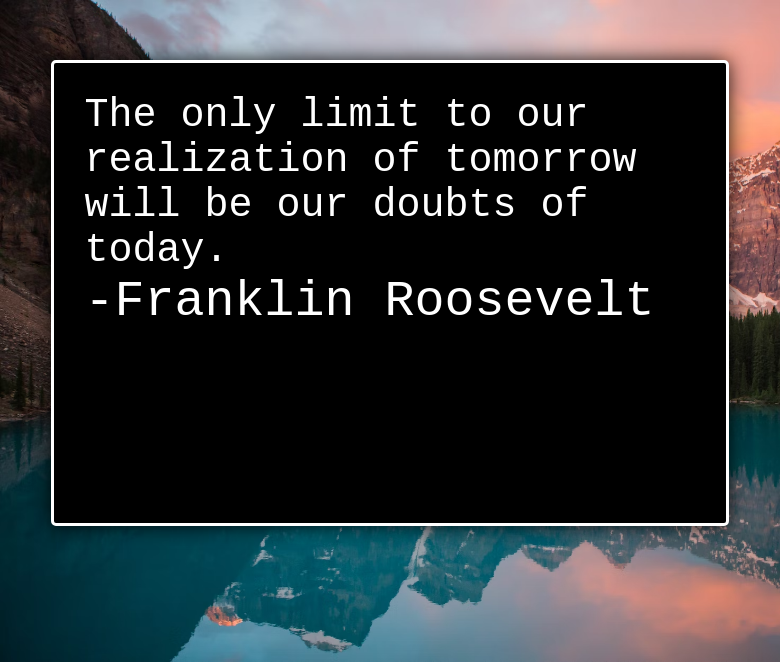 The only limit to our
realization of tomorrow
will be our doubts of
today.
-Franklin Roosevelt